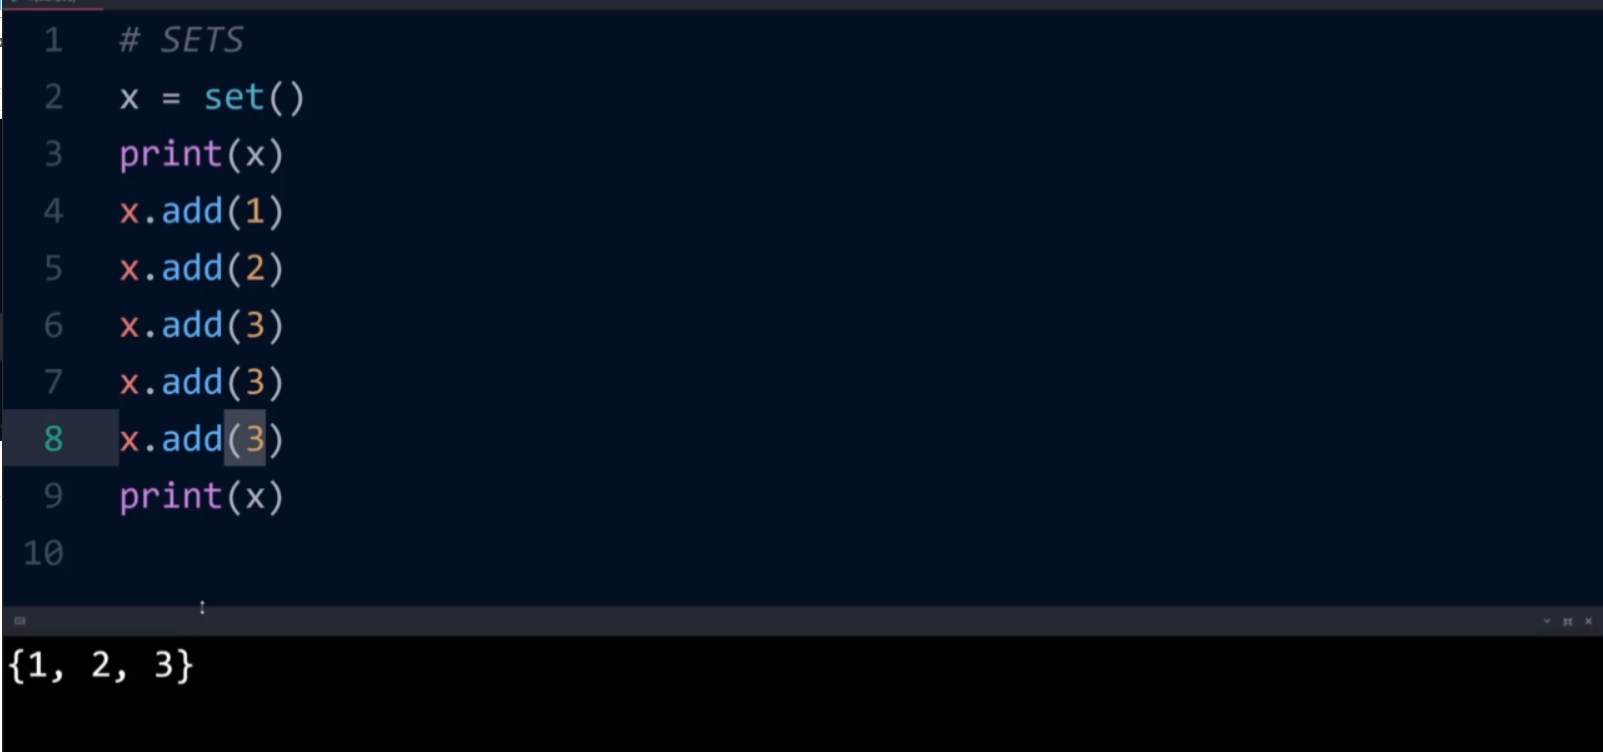 1 # SETS
2 x = set()
3 print(x)
4 x.add(1)
5 x.add(2)
6 x.add(3)
7 x.add(3)
8 x.add(3)
9 print(x)
10
{1, 2, 3}